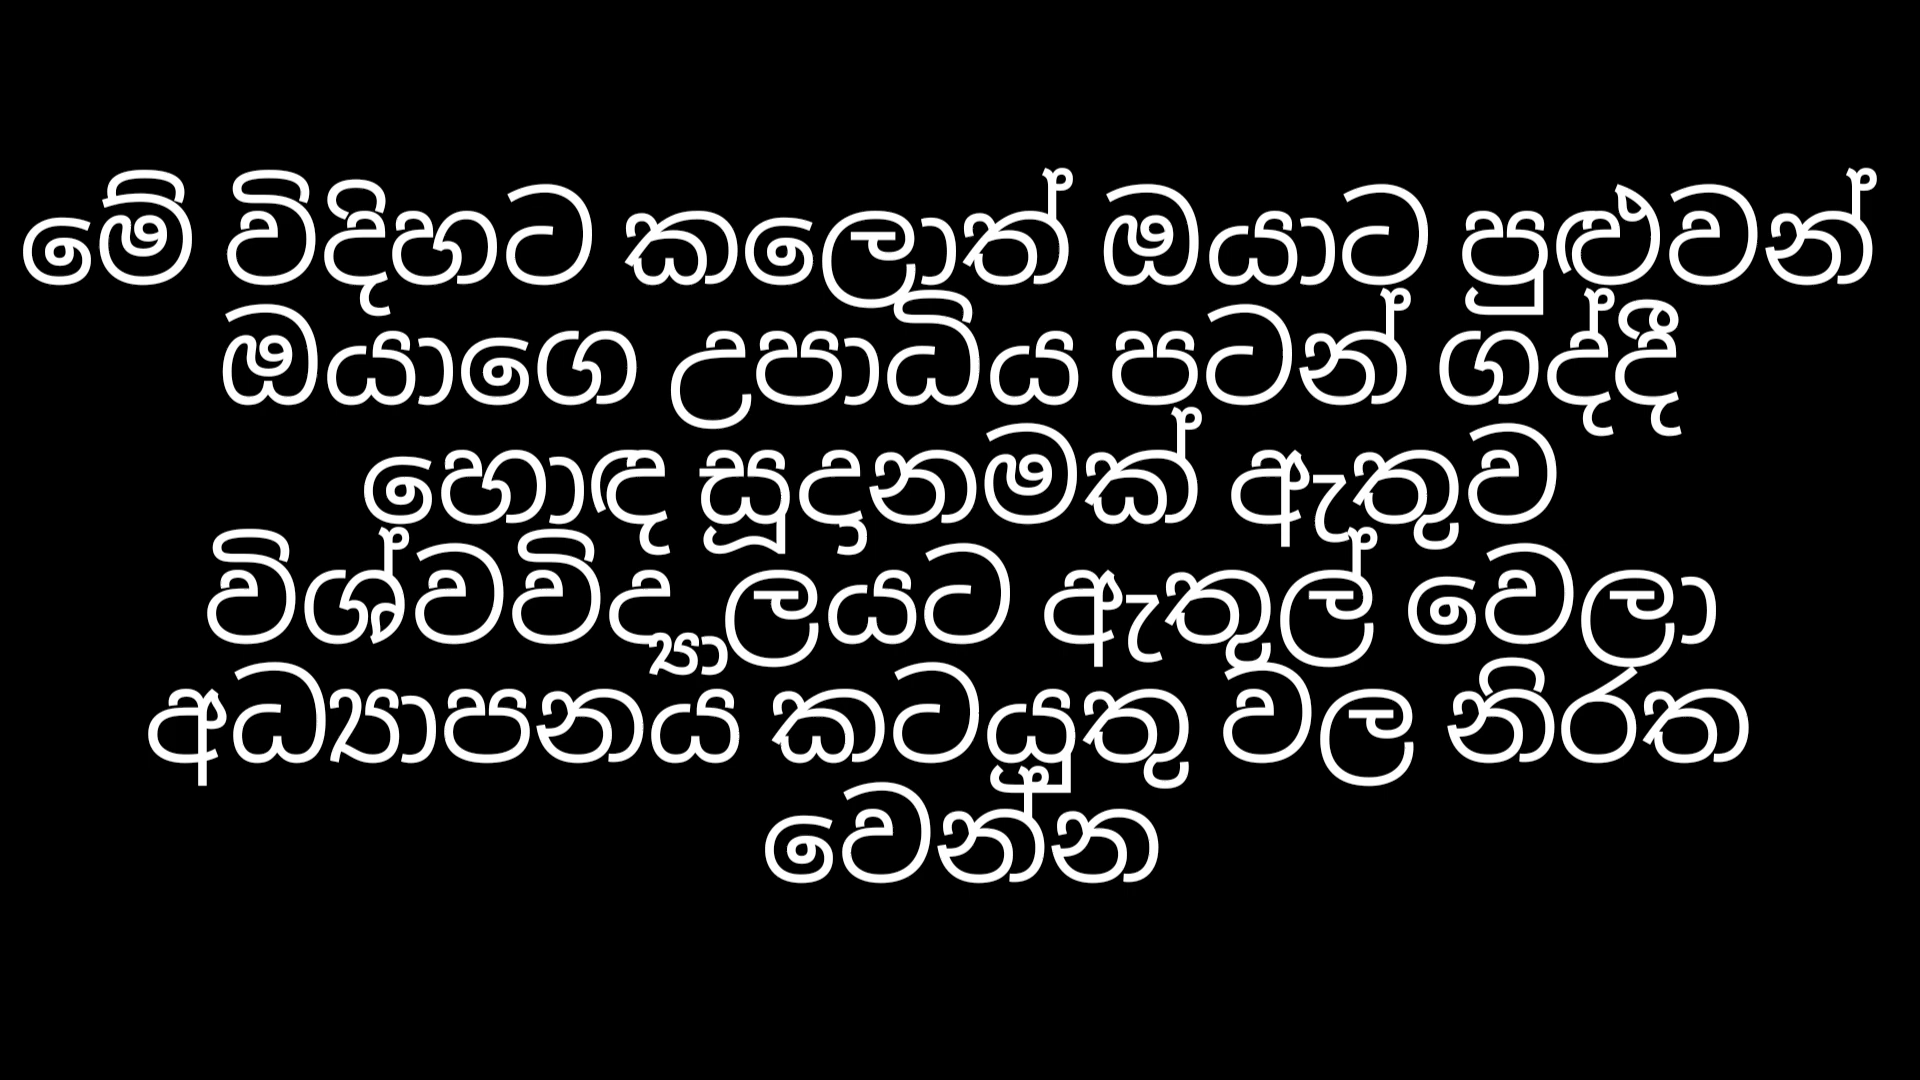 මේ විදිහට කලොත් ඔයාට පුළුවන්
ඔයාගෙ උපාධිය පටන් ගද්දී
හොඳ සූදානමක් ඇතුව
විශ්වවිද්‍යාලයට ඇතුල් වෙලා
අධ්‍යාපනය කටයුතු වල නිරත
වෙන්න